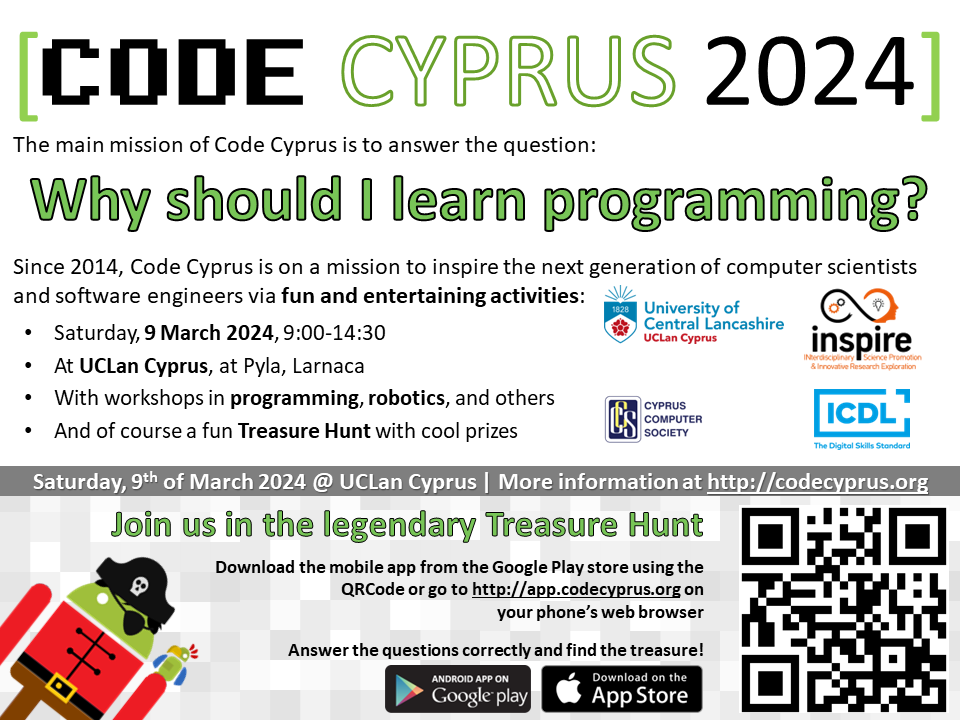 [CODE CYPRUS 2024]
The main mission of Code Cyprus is to answer the question:
Why should I learn programming?
Since 2014, Code Cyprus is on a mission to inspire the next generation of computer scientists
and software engineers via fun and entertaining activities:
• Saturday, 9 March 2024, 9:00-14:30
• At UCLan Cyprus, at Pyla, Larnaca
• With workshops in programming, robotics, and others
• And of course a fun Treasure Hunt with cool prizes
1828
University of
Central Lancashire
UCLan Cyprus
inspire
INterdisciplinary Science Promotion
& Innovative Research Exploration
CCS
CYPRUS
COMPUTER
SOCIETY
ICDL
The Digital Skills Standard
Saturday, 9th of March 2024 @ UCLan Cyprus | More information at http://codecyprus.org
Join us in the legendary Treasure Hunt
Download the mobile app from the Google Play store using the
QRCode or go to http://app.codecyprus.org on
your phone's web browser
Answer the questions correctly and find the treasure!
ANDROID APP ON
Google play
Download on the
App Store